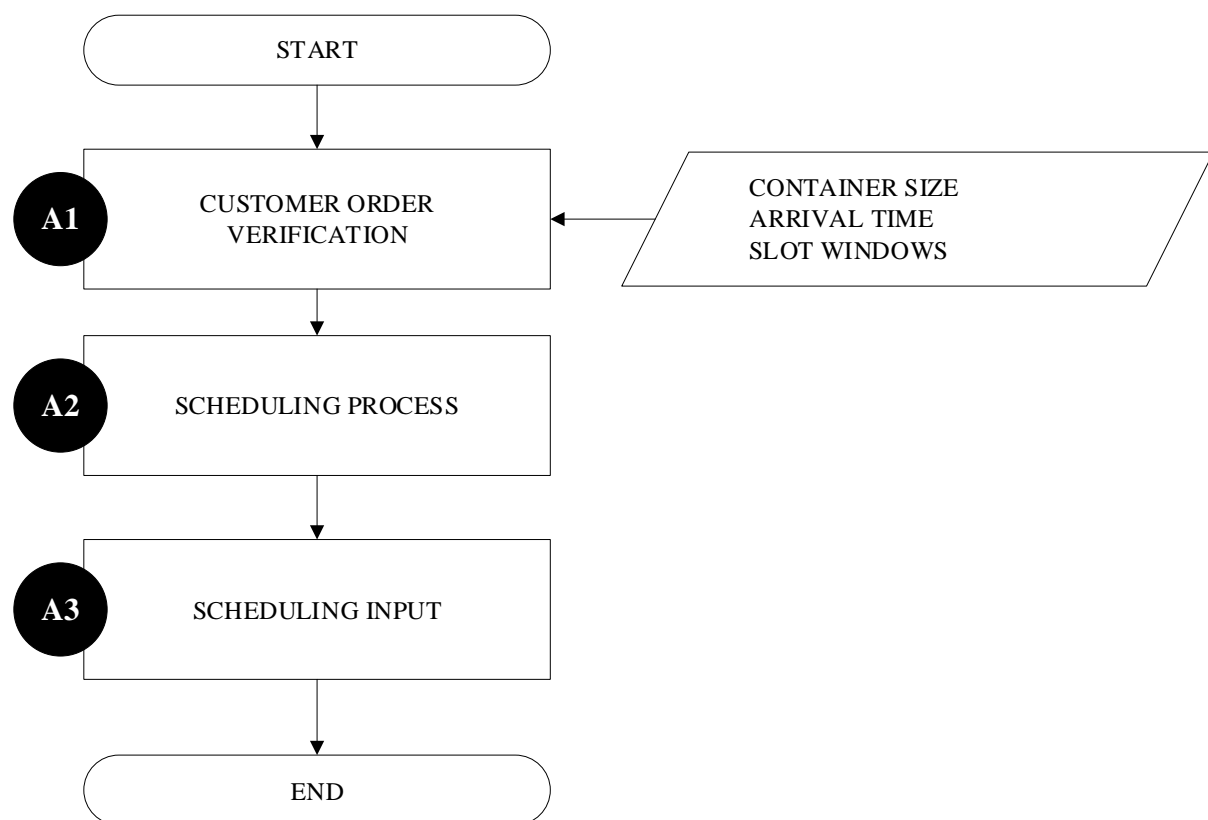 START
A1
CUSTOMER ORDER
VERIFICATION
CONTAINER SIZE
ARRIVAL TIME
SLOT WINDOWS
A2
SCHEDULING PROCESS
A3
SCHEDULING INPUT
END